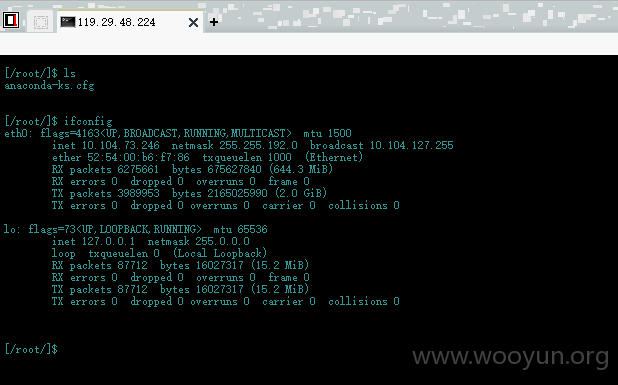 119.29.48.224
[/root/]$ ls
anaconda-ks.cfg
[/root/]$ ifconfig
eth0: flags=4163<UP,BROADCAST,RUNNING,MULTICAST>  mtu 1500
inet 10.104.73.246  netmask 255.255.192.0  broadcast 10.104.127.255
ether 52:54:00:b6:f7:86  txqueuelen 1000  (Ethernet)
RX packets 6275661  bytes 675627840 (644.3 MiB)
RX errors 0  dropped 0  overruns 0  frame 0
TX packets 3989953  bytes 2165025990 (2.0 GiB)
TX errors 0  dropped 0 overruns 0  carrier 0  collisions 0
lo: flags=73<UP,LOOPBACK,RUNNING>  mtu 65536
inet 127.0.0.1  netmask 255.0.0.0
loop  txqueuelen 0  (Local Loopback)
RX packets 87712  bytes 16027317 (15.2 MiB)
RX errors 0  dropped 0  overruns 0  frame 0
TX packets 87712  bytes 16027317 (15.2 MiB)
TX errors 0  dropped 0 overruns 0  carrier 0  collisions 0
[/root/]$
www.wooyun.org